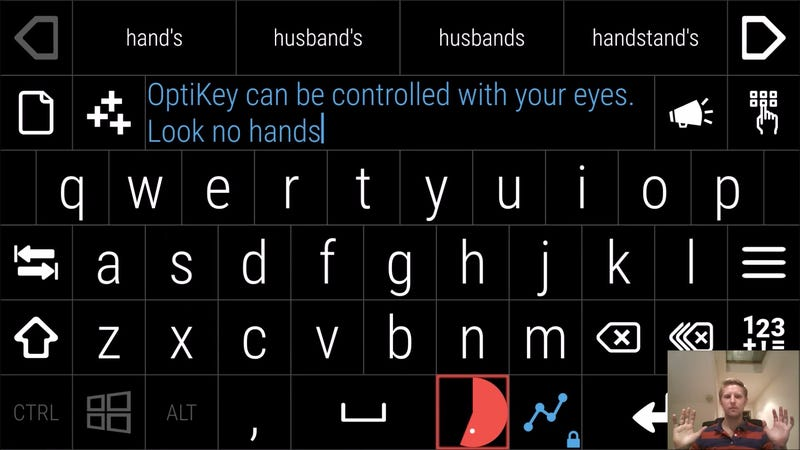 hand's husband's husbands handstand's
OptiKey can be controlled with your eyes.
Look no hands
q w e r t y u i o p
a s d f g h j k l
z x c v b n m 123
CTRL ALT ,